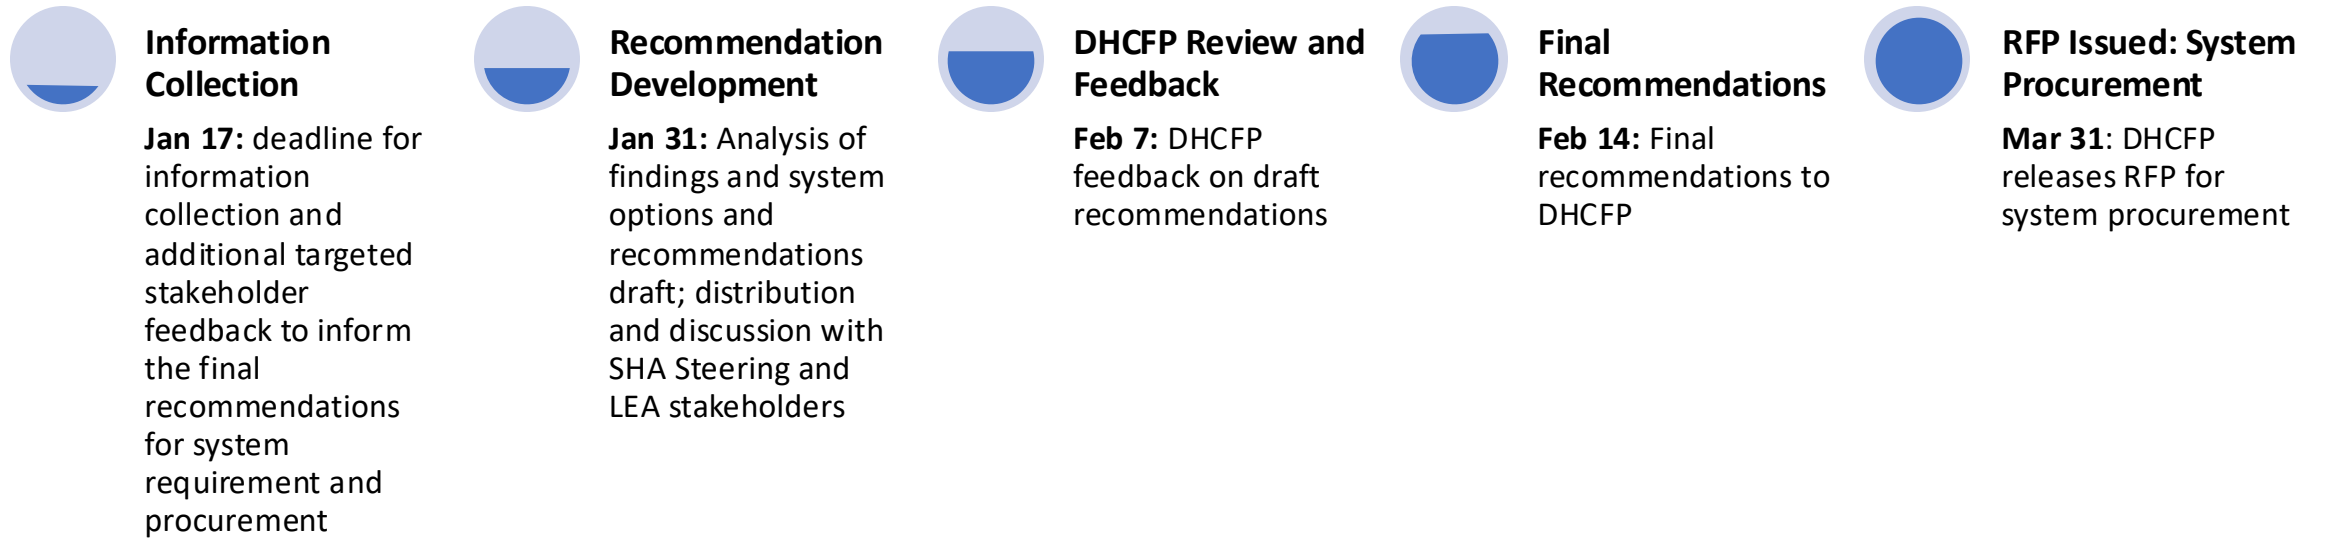 Information
Collection
Jan 17: deadline for
information
collection and
additional targeted
stakeholder
feedback to inform
the final
recommendations
for system
requirement and
procurement
Recommendation
Development
Jan 31: Analysis of
findings and system
options and
recommendations
draft; distribution
and discussion with
SHA Steering and
LEA stakeholders
DHCFP Review and
Feedback
Feb 7: DHCFP
feedback on draft
recommendations
Final
Recommendations
Feb 14: Final
recommendations to
DHCFP
RFP Issued: System
Procurement
Mar 31: DHCFP
releases RFP for
system procurement